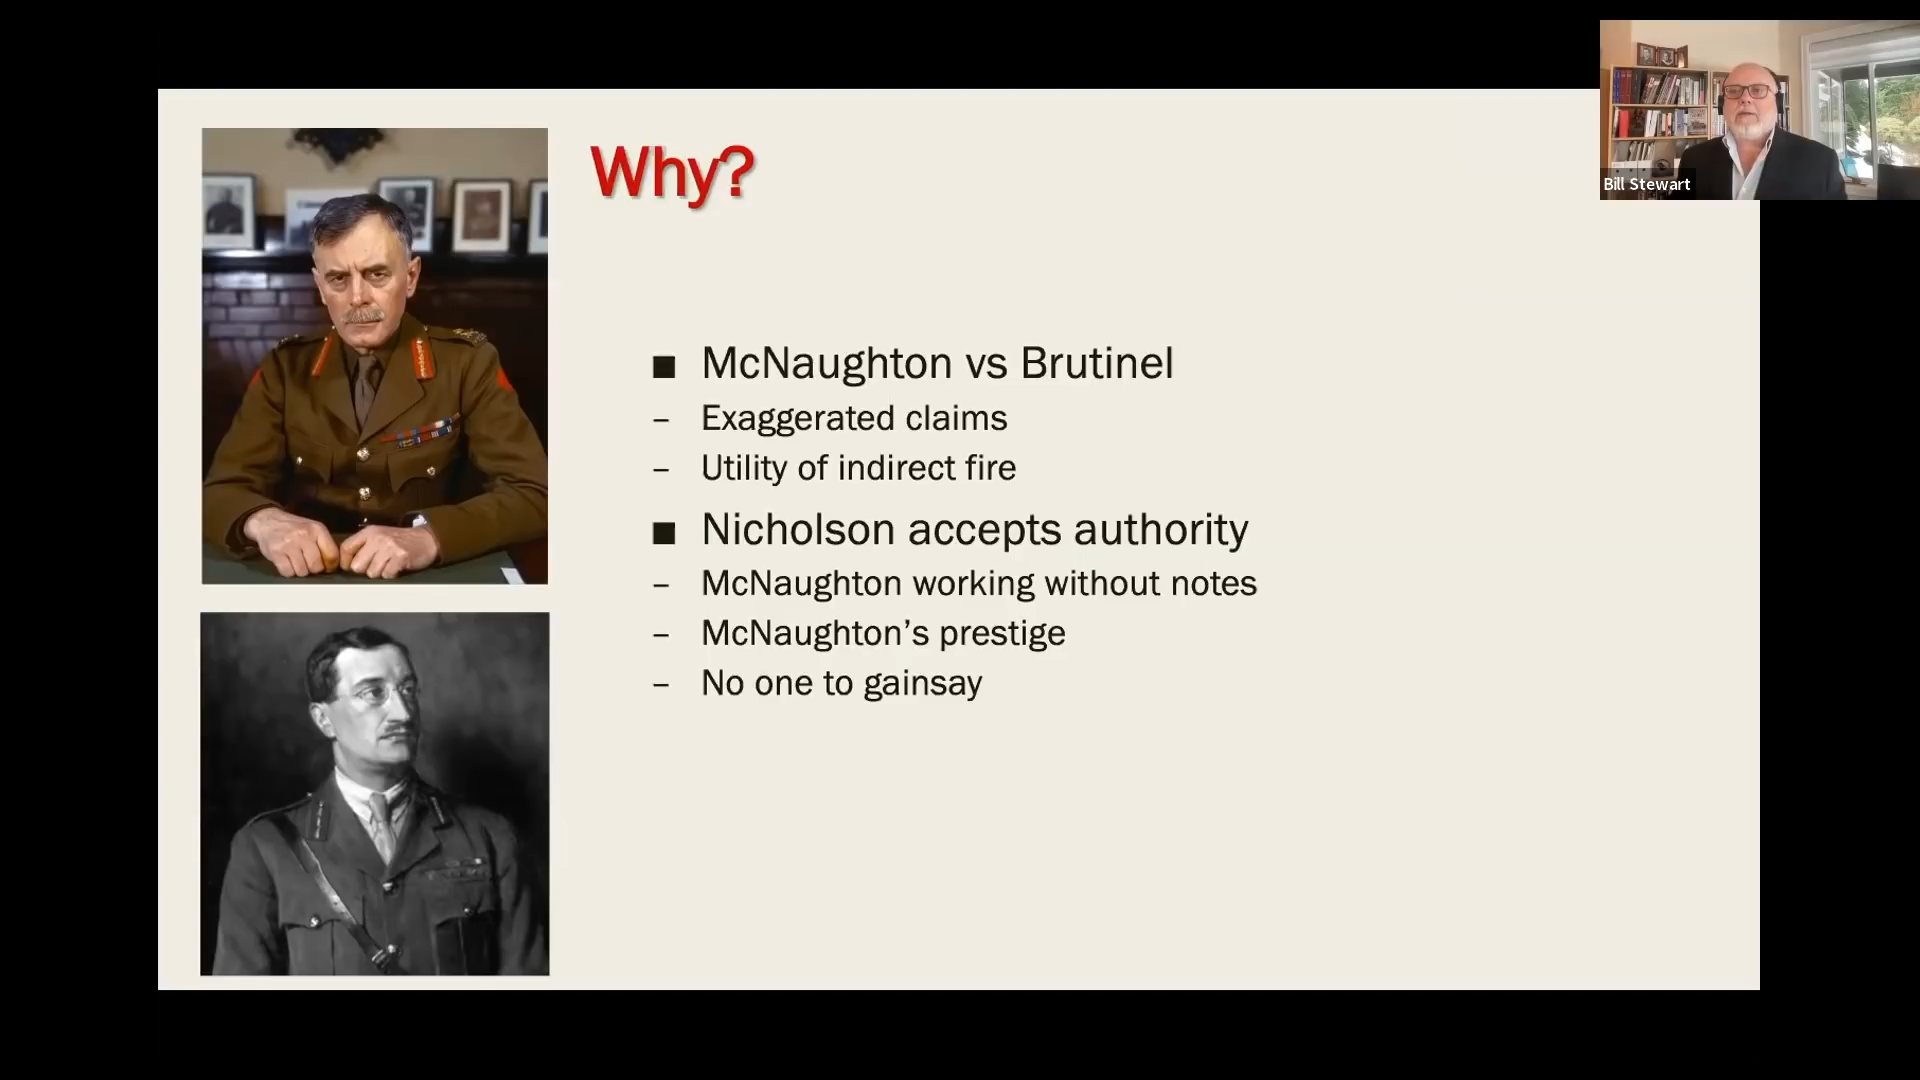 Why?
■ McNaughton vs Brutinel
– Exaggerated claims
– Utility of indirect fire
■ Nicholson accepts authority
– McNaughton working without notes
– McNaughton’s prestige
– No one to gainsay
Bill Stewart